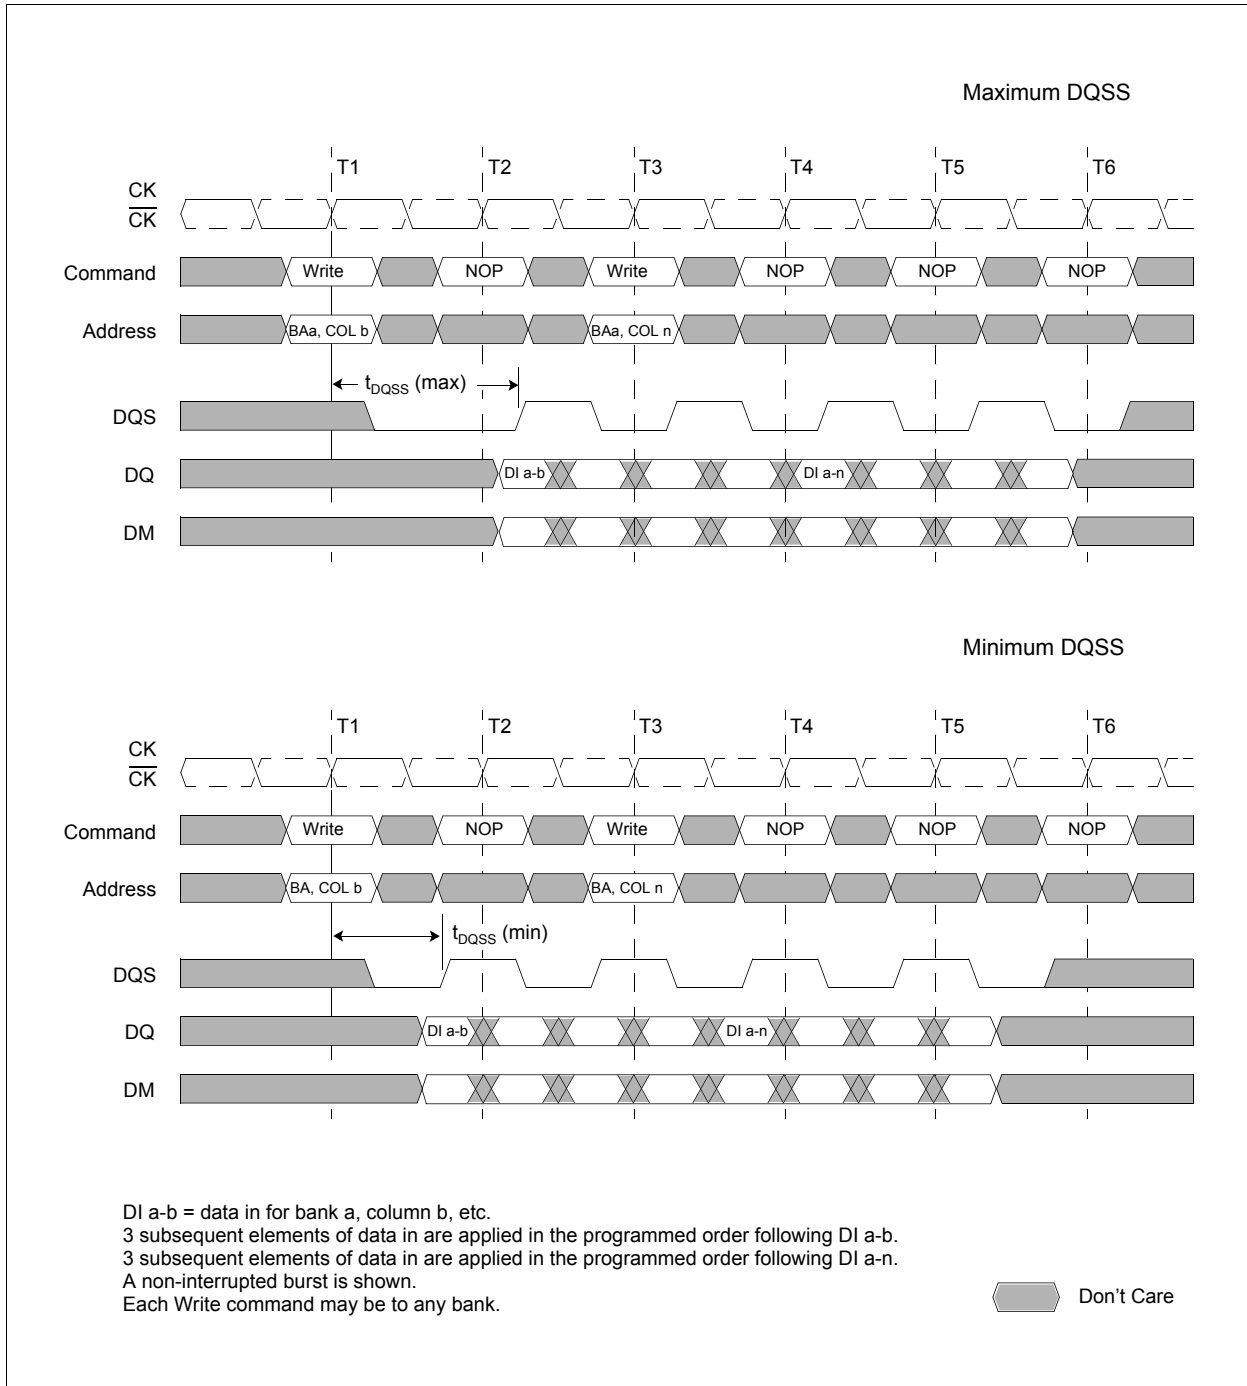 Maximum DQSS
T1 T2 T3 T4 T5 T6
CK
CK
Command Write NOP Write NOP NOP NOP
Address BAa, COL b BAa, COL n
tDQSS (max)
DQS
DQ DI a-b DI a-n
DM
Minimum DQSS
T1 T2 T3 T4 T5 T6
CK
CK
Command Write NOP Write NOP NOP NOP
Address BA, COL b BA, COL n
tDQSS (min)
DQS
DQ DI a-b DI a-n
DM
DI a-b = data in for bank a, column b, etc.
3 subsequent elements of data in are applied in the programmed order following DI a-b.
3 subsequent elements of data in are applied in the programmed order following DI a-n.
A non-interrupted burst is shown.
Each Write command may be to any bank.
Don't Care